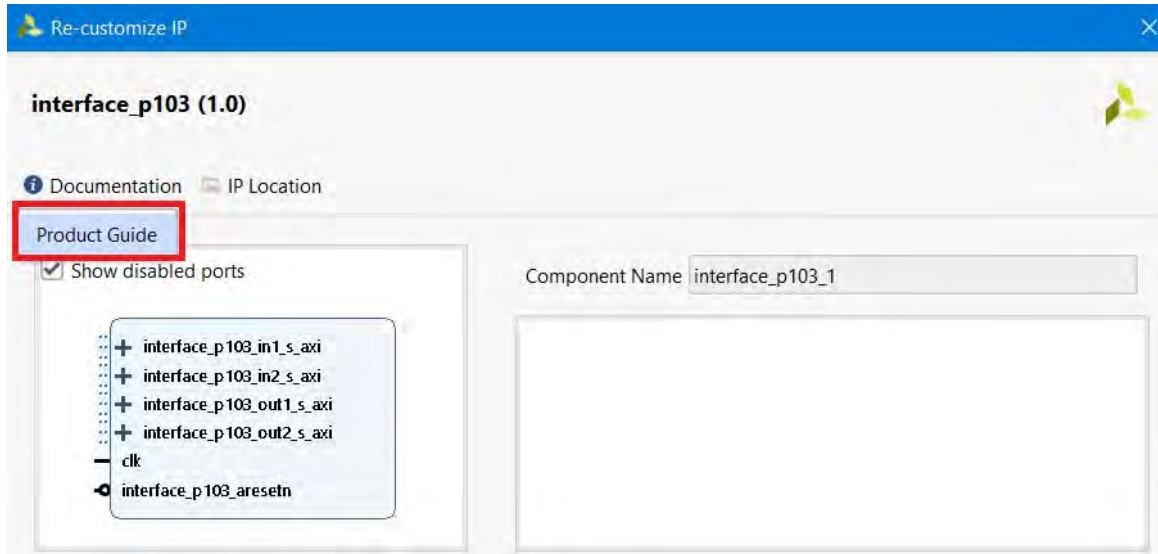 Re-customize IP
interface_p103 (1.0)
Documentation IP Location
Product Guide
Show disabled ports
Component Name interface_p103_1
interface_p103_in1_s_axi
interface_p103_in2_s_axi
interface_p103_out1_s_axi
interface_p103_out2_s_axi
clk
interface_p103_aresetn